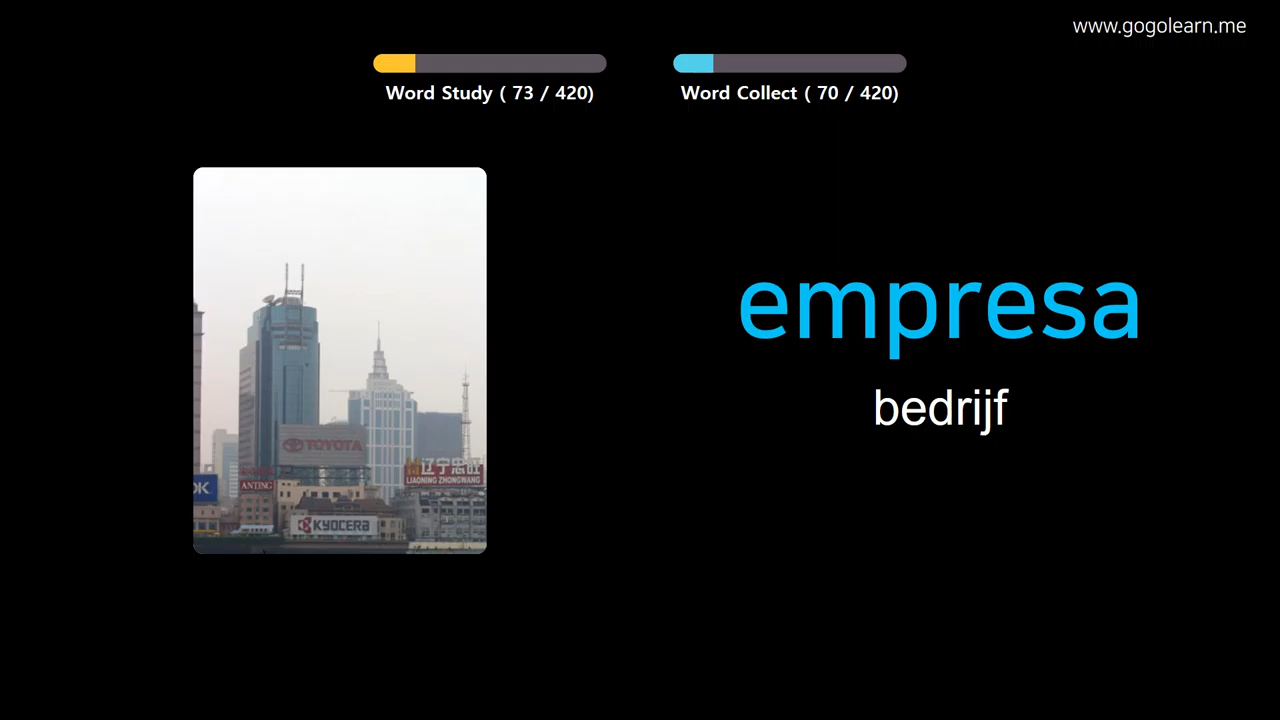 www.gogolearn.me
Word Study ( 73 / 420)
Word Collect ( 70 / 420)
empresa
bedrijf
TOYOTA
辽宁忠旺
LIAONING ZHONGWANG
OK
ANTING
KYOCERA